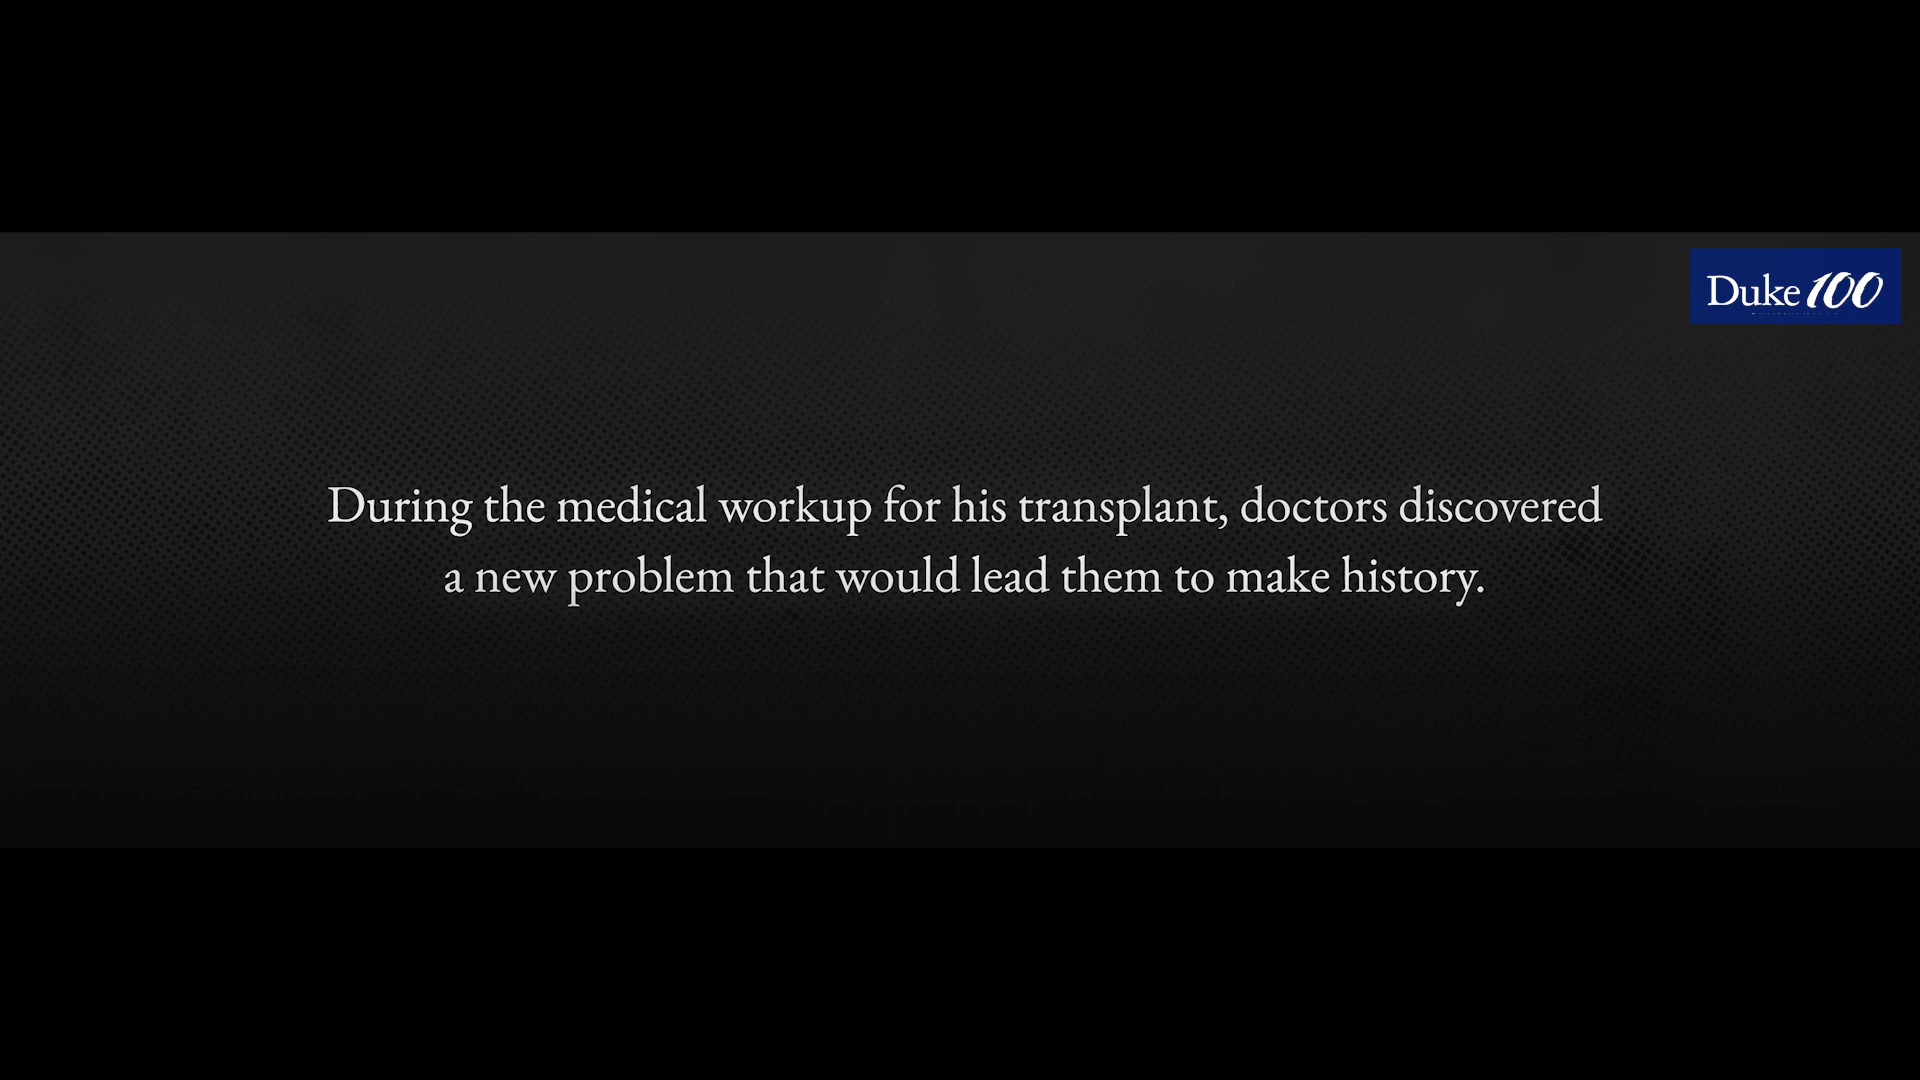 Duke 100
During the medical workup for his transplant, doctors discovered
a new problem that would lead them to make history.